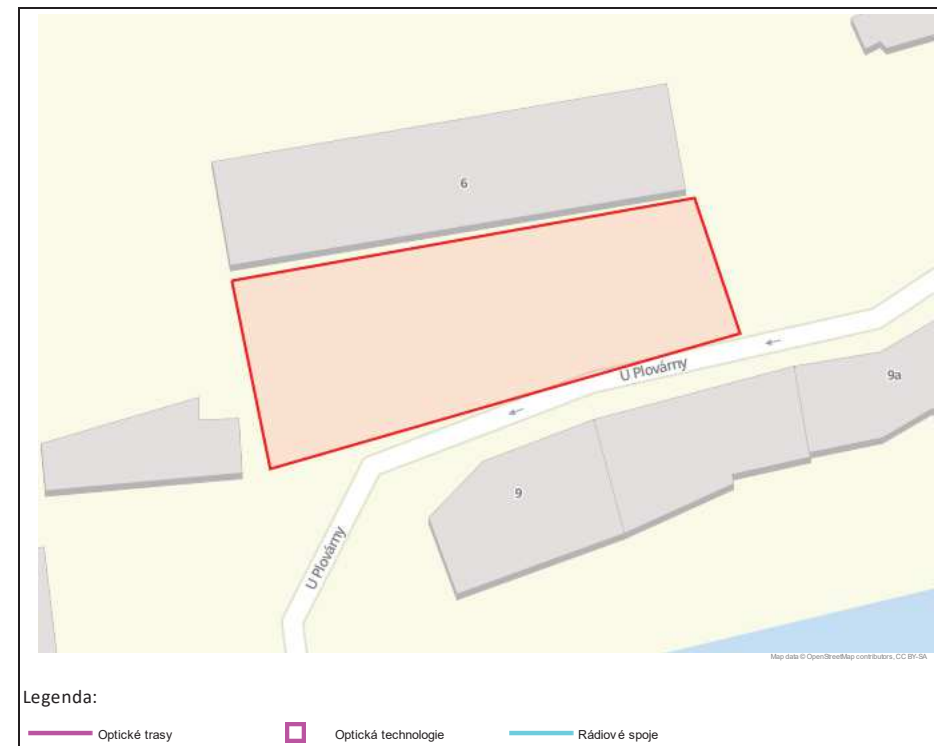 6
U Plovárny
9a
9
U Plovárny
Map data © OpenStreetMap contributors, CC BY-SA
Legenda:
Optické trasy
Optická technologie
Rádiové spoje